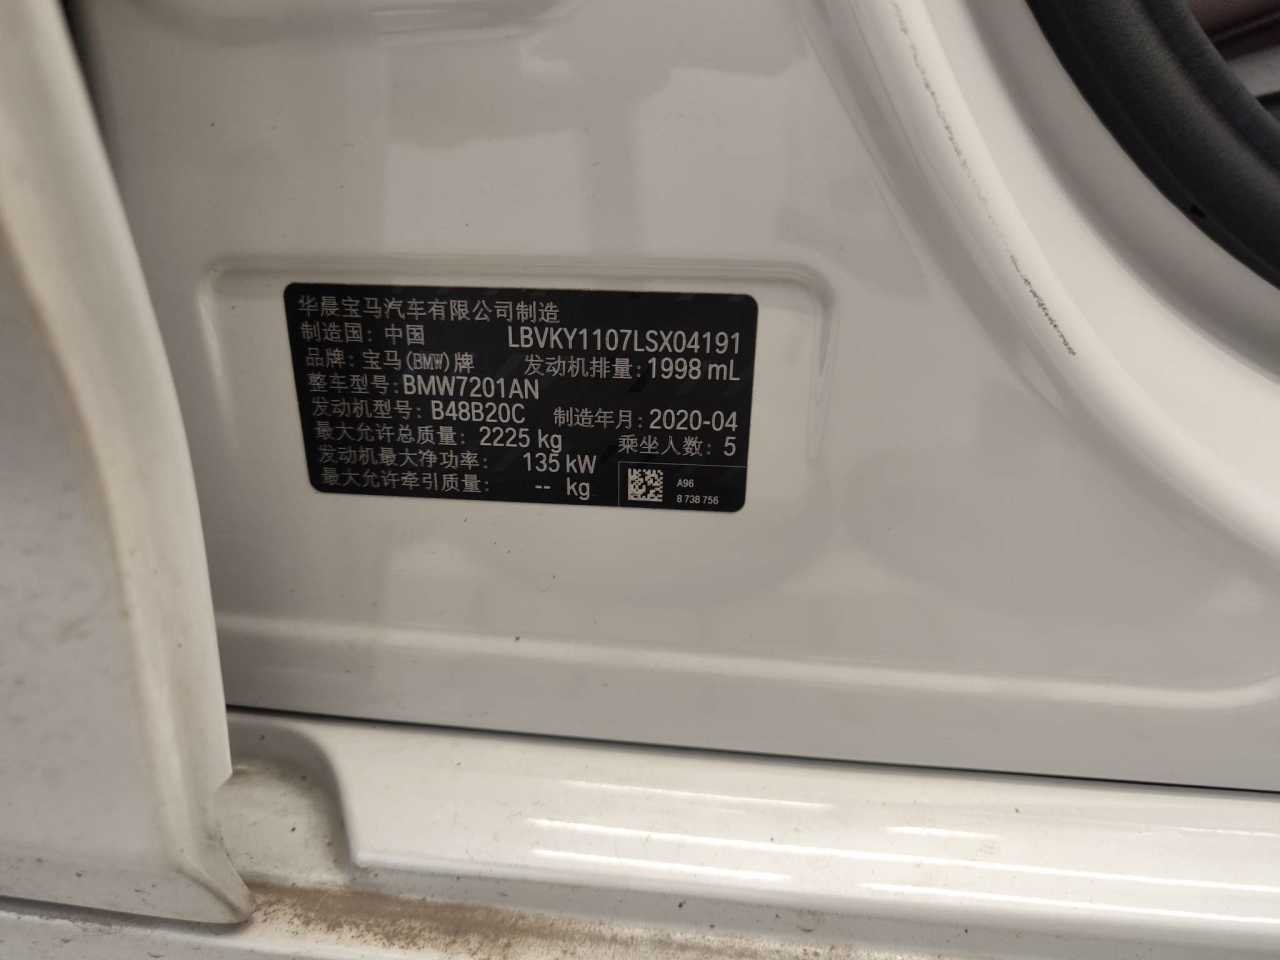 华晨宝马汽车有限公司制造
制造国: 中国 LBVKY1107LSX04191
品牌: 宝马(BMW)牌 发动机排量: 1998 mL
整车型号: BMW7201AN
发动机型号: B48B20C 制造年月: 2020-04
最大允许总质量: 2225 kg 乘坐人数: 5
发动机最大净功率: 135 kW
最大允许牵引质量: -- kg
A96
8 738 756